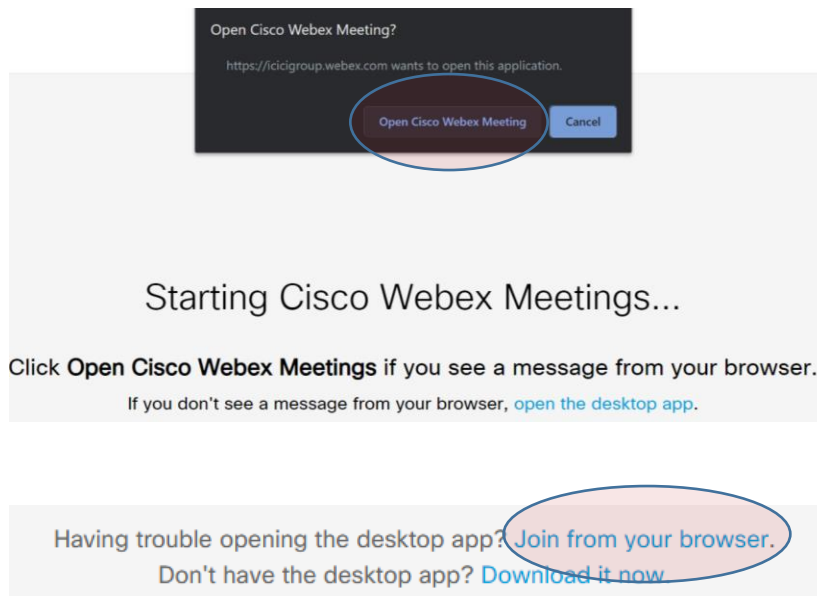 Open Cisco Webex Meeting?
https://icicigroup.webex.com wants to open this application.
Open Cisco Webex Meeting Cancel
Starting Cisco Webex Meetings...
Click Open Cisco Webex Meetings if you see a message from your browser.
If you don't see a message from your browser, open the desktop app.
Having trouble opening the desktop app? Join from your browser.
Don't have the desktop app? Download it now